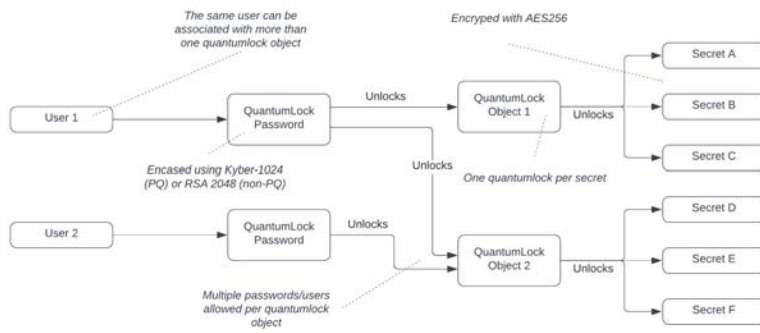 The same user can be
associated with more than
one quantumlock object
Encryped with AES256
Secret A
User 1
QuantumLock
Password
Unlocks
QuantumLock
Object 1
Unlocks
Secret B
Secret C
Encased using Kyber-1024
(PQ) or RSA 2048 (non-PQ)
Unlocks
One quantumlock per secret
Secret D
User 2
QuantumLock
Password
Unlocks
QuantumLock
Object 2
Unlocks
Secret E
Multiple passwords/users
allowed per quantumlock
object
Secret F